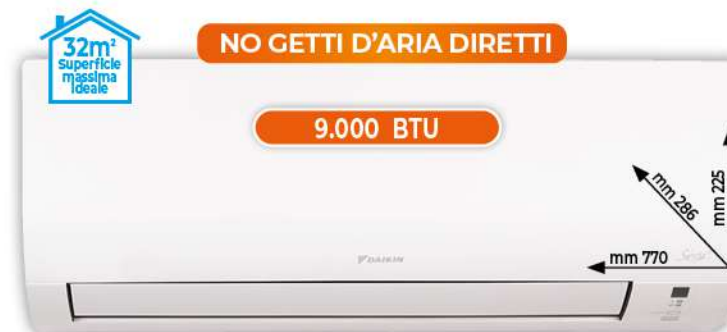 32m²
Superficie
massima
ideale
NO GETTI D'ARIA DIRETTI
9.000 BTU
mm 225
mm 286
mm 770
DAIKIN